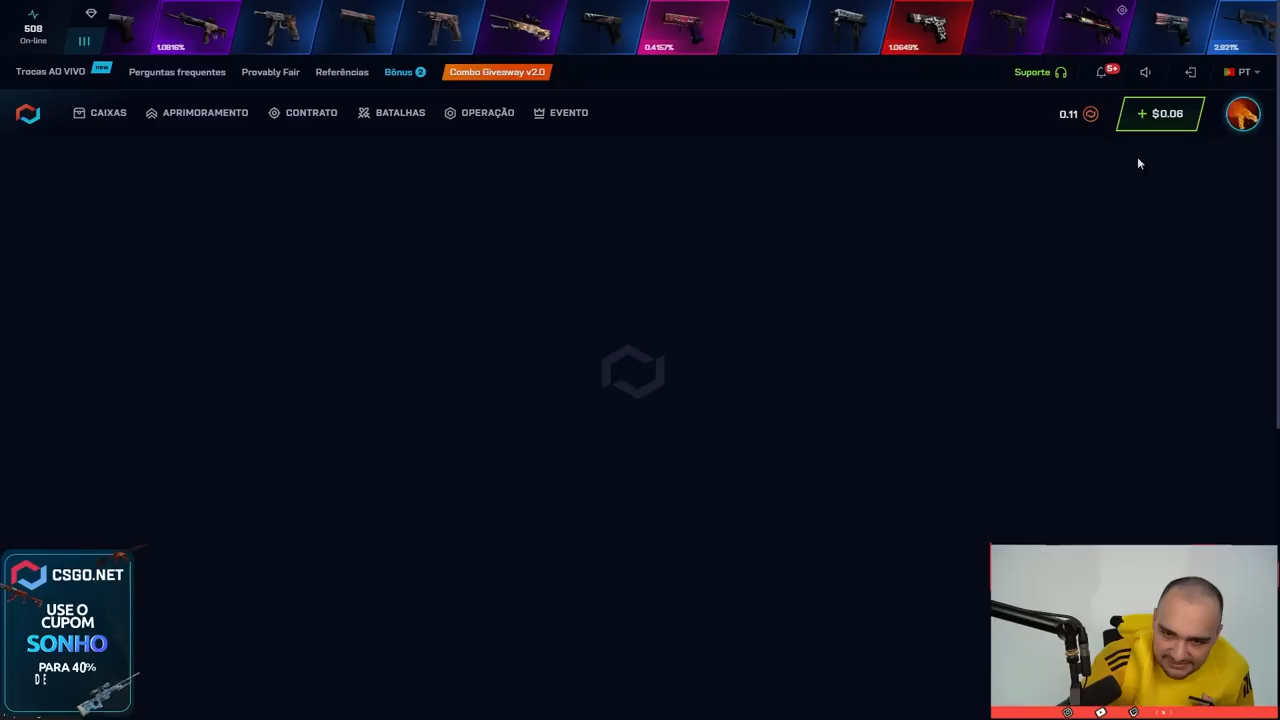 508
On-line
1.0816%
0.4157%
1.0649%
2.921%
Trocas AO VIVO new Perguntas frequentes Provably Fair Referências Bônus 2 Combo Giveaway v2.0 Suporte 5+ PT
CAIXAS APRIMORAMENTO CONTRATO BATALHAS OPERAÇÃO EVENTO 0.11 + $0.06
CSGO.NET
USE O
CUPOM
SONHO
PARA 40%
DE